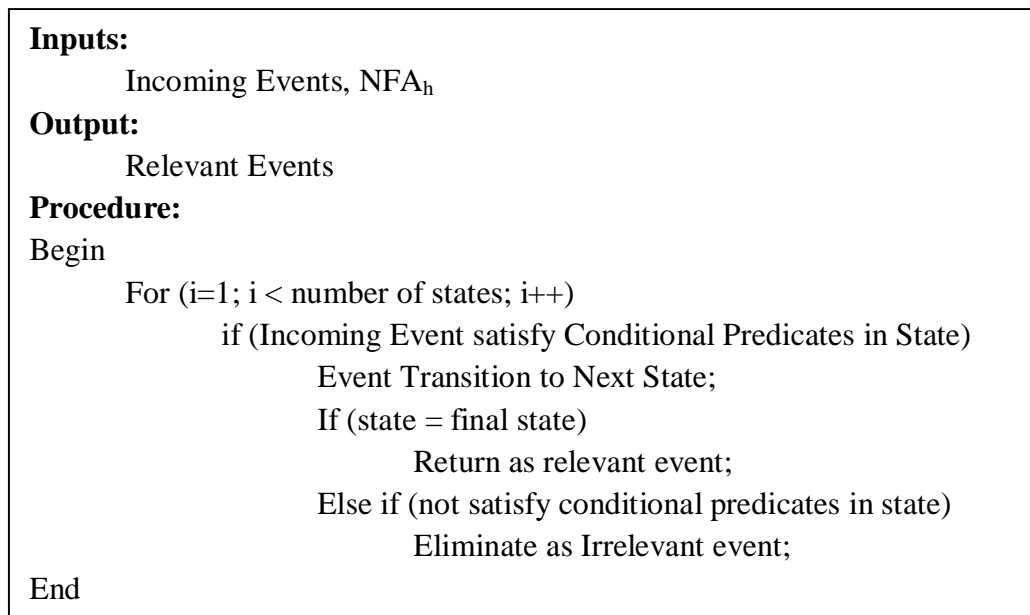 Inputs:
Incoming Events, NFAₕ
Output:
Relevant Events
Procedure:
Begin
For (i=1; i < number of states; i++)
if (Incoming Event satisfy Conditional Predicates in State)
Event Transition to Next State;
If (state = final state)
Return as relevant event;
Else if (not satisfy conditional predicates in state)
Eliminate as Irrelevant event;
End